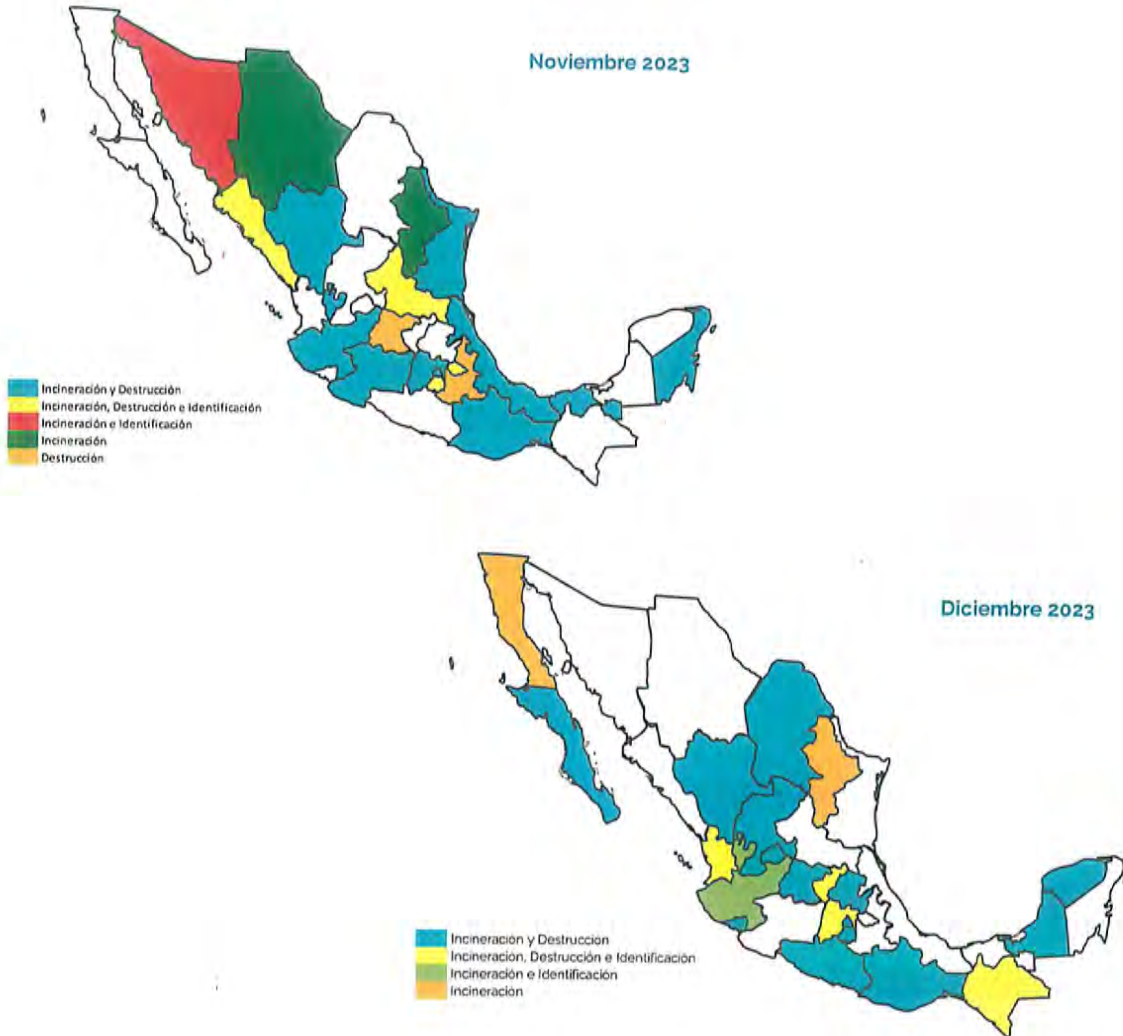 Noviembre 2023
Incineración y Destrucción
Incineración, Destrucción e Identificación
Incineración e Identificación
Incineración
Destrucción
Diciembre 2023
Incineración y Destrucción
Incineración, Destrucción e Identificación
Incineración e Identificación
Incineración